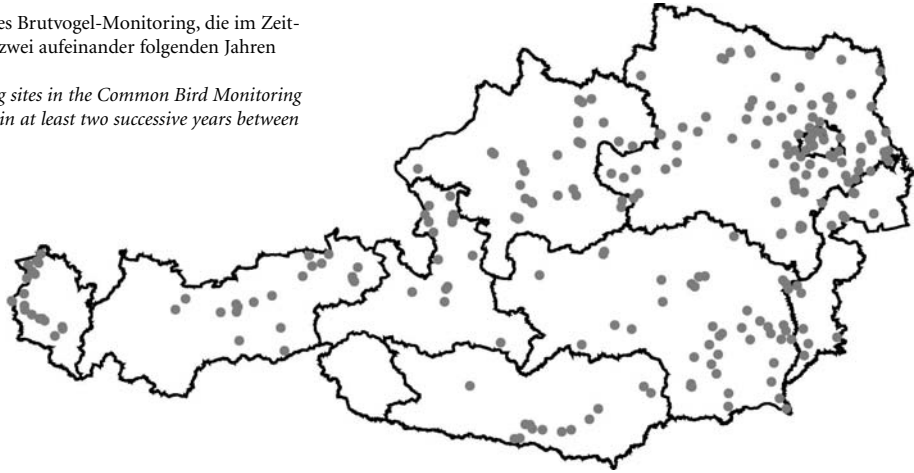 es Brutvogel-Monitoring, die im Zeit-
zwei aufeinander folgenden Jahren
g sites in the Common Bird Monitoring
in at least two successive years between